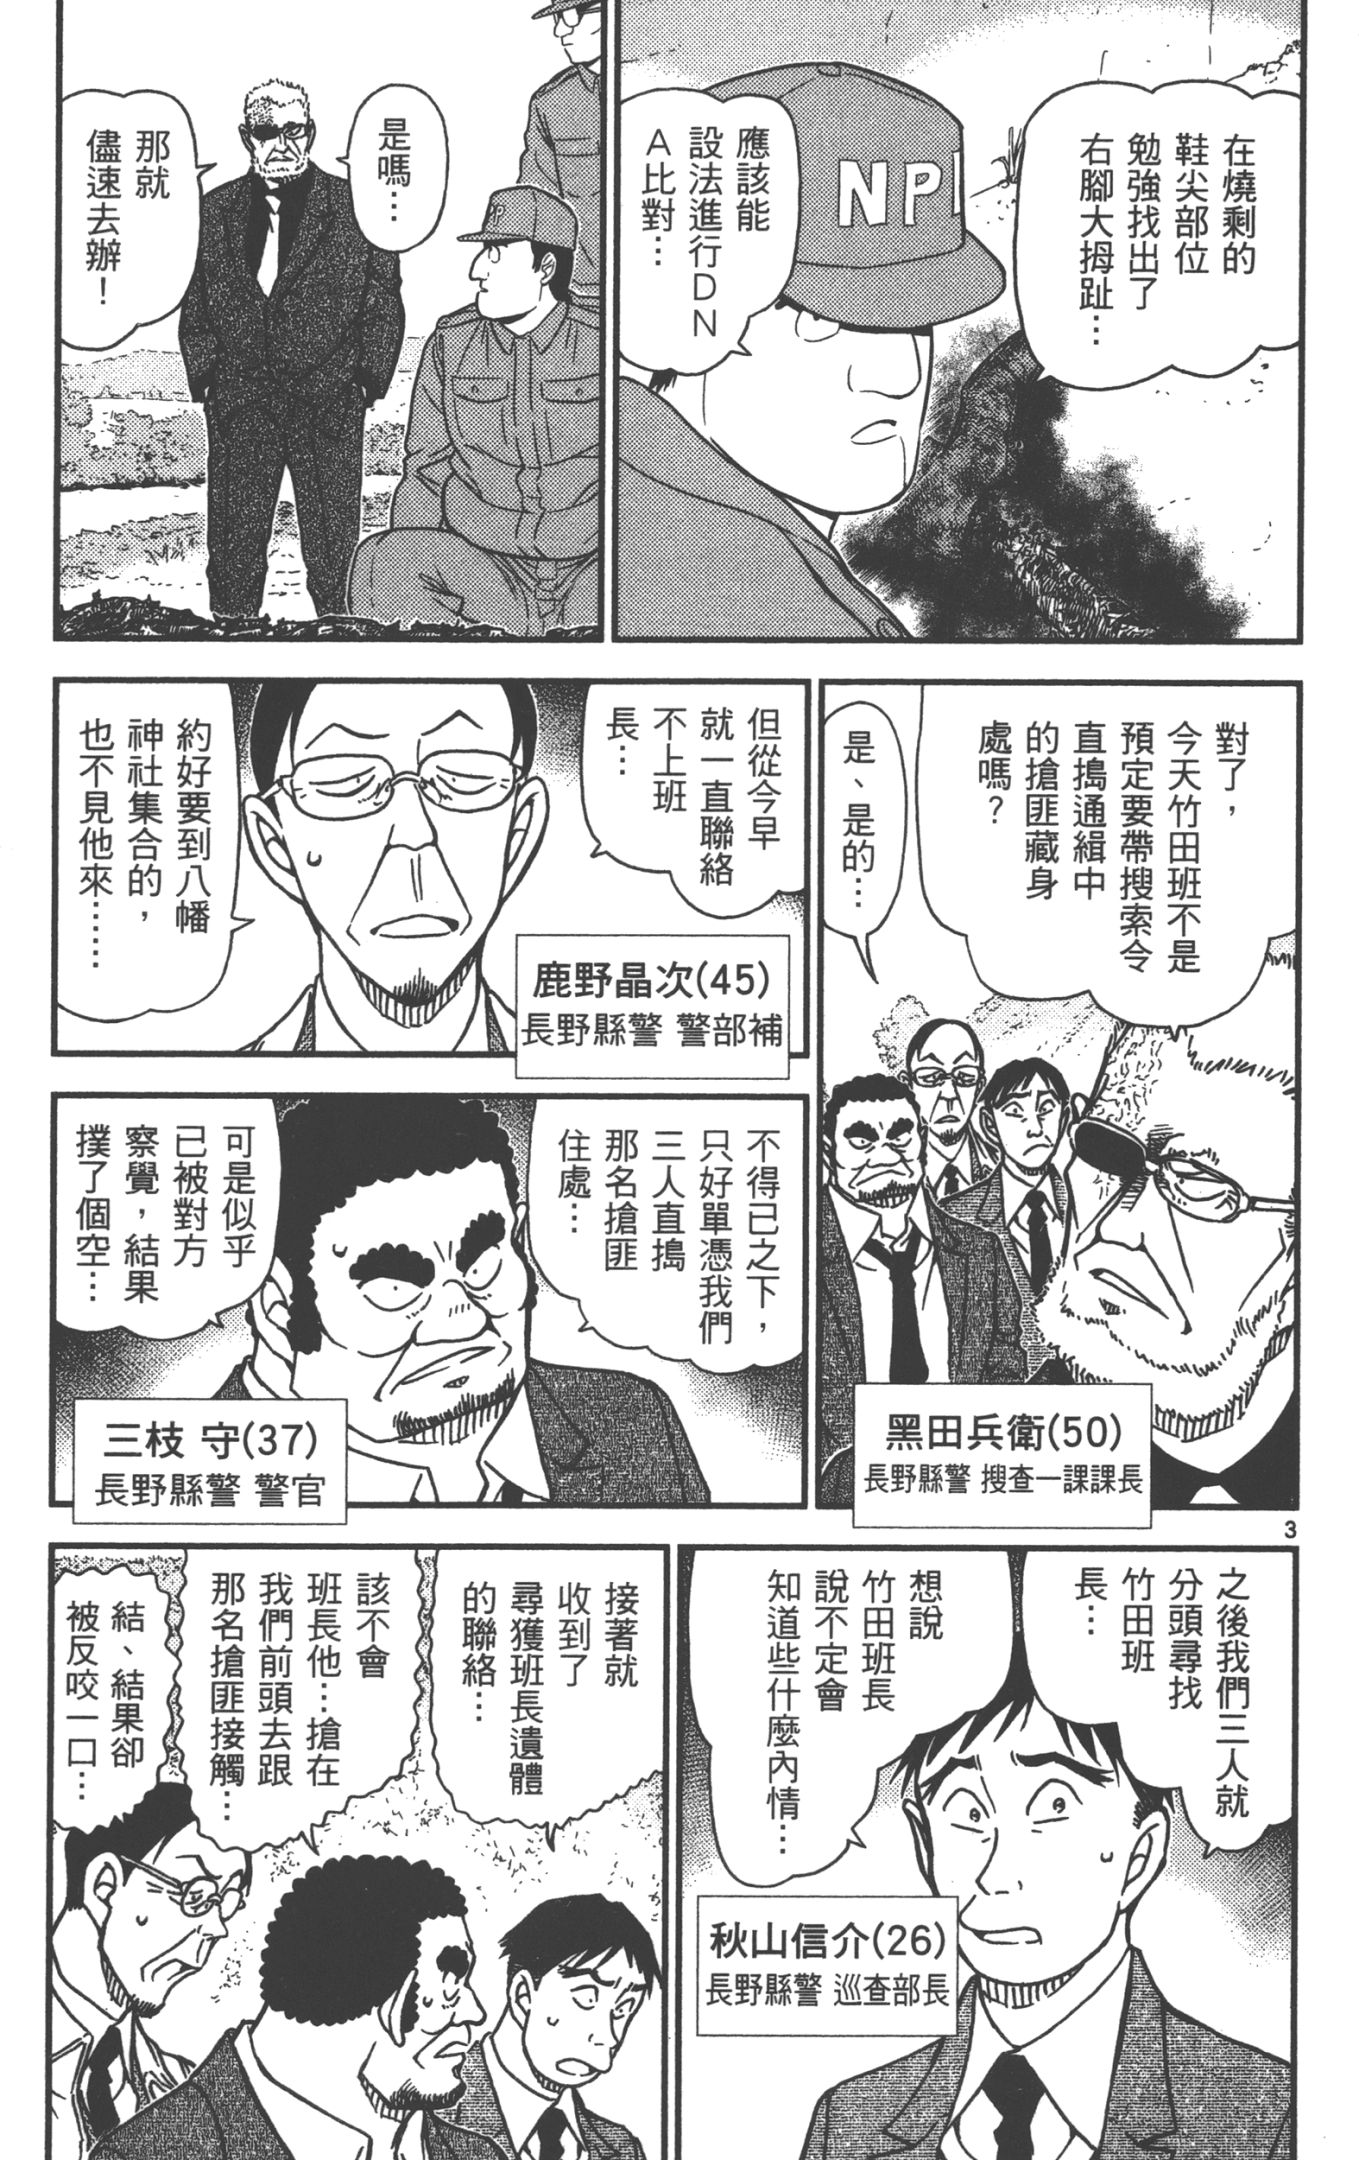 在燒剩的
鞋尖部位
勉強找出了
右腳大拇趾…
應該能
設法進行DN
A比對…
NP
是嗎…
那就
儘速去辦！
對了，
今天竹田班不是
預定要帶搜索令
直搗通緝中
的搶匪藏身
處嗎？
是、是的…
黑田兵衛(50)
長野縣警 搜查一課課長
但從今早
就一直聯絡
不上班
長…
約好要到八幡
神社集合的，
也不見他來……
鹿野晶次(45)
長野縣警 警部補
不得已之下，
只好單憑我們
三人直搗
那名搶匪
住處…
可是似乎
已被對方
察覺，結果
撲了個空…
三枝 守(37)
長野縣警 警官
3
之後我們三人就
分頭尋找
竹田班
長…
想說
竹田班長
說不定會
知道些什麼內情…
秋山信介(26)
長野縣警 巡查部長
接著就
收到了
尋獲班長遺體
的聯絡…
該不會
班長他…搶在
我們前頭去跟
那名搶匪接觸…
結、結果卻
被反咬一口…